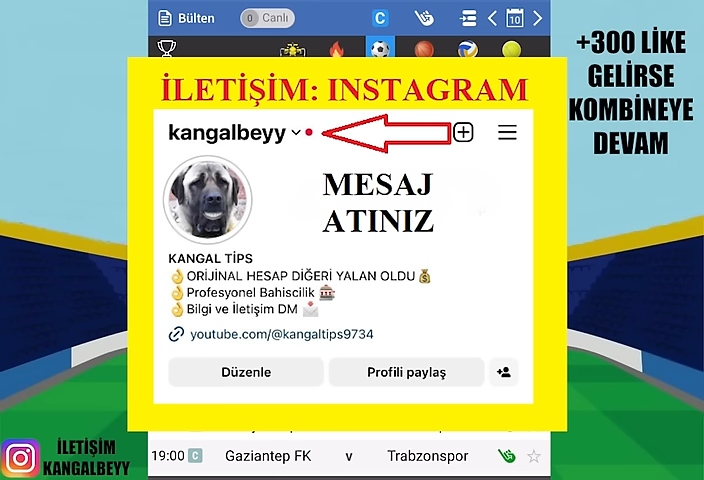 Bülten
0 Canlı
C
10
+300 LİKE
GELİRSE
KOMBİNEYE
DEVAM
İLETİŞİM: INSTAGRAM
kangalbeyy
MESAJ
ATINIZ
KANGAL TİPS
👌ORİJİNAL HESAP DİĞERİ YALAN OLDU💰
👌Profesyonel Bahiscilik🎰
👌Bilgi ve İletişim DM📩
youtube.com/@kangaltips9734
Düzenle
Profili paylaş
19:00 C Gaziantep FK v Trabzonspor
İLETİŞİM
KANGALBEYY